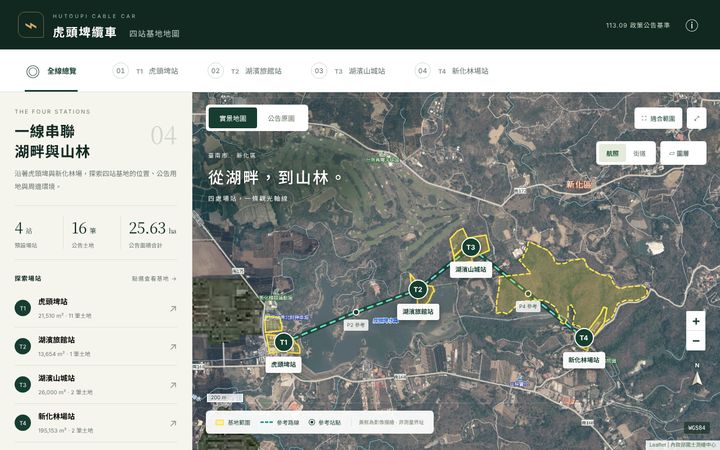 HUTOUPI CABLE CAR
虎頭埤纜車 四站基地地圖
113.09 政策公告基準
全線總覽
01 T1 虎頭埤站
02 T2 湖濱旅館站
03 T3 湖濱山城站
04 T4 新化林場站
THE FOUR STATIONS
一線串聯
湖畔與山林
04
沿著虎頭埤與新化林場，探索四站基地的位置、公告用
地與周邊環境。
4 站
預設場站
16 筆
公告土地
25.63 ha
公告面積合計
探索場站
點選查看基地 →
T1 虎頭埤站
21,510 m² · 11 筆土地
T2 湖濱旅館站
13,654 m² · 1 筆土地
T3 湖濱山城站
26,000 m² · 2 筆土地
T4 新化林場站
195,153 m² · 2 筆土地
實景地圖
公告原圖
適合範圍
航照
街道
圖層
臺南市 · 新化區
從湖畔，到山林。
四處場站，一條觀光軸線
新化區
T3
湖濱山城站
T2
湖濱旅館站
P4 參考
P2 參考
T1
虎頭埤站
T4
新化林場站
+
−
N
200 m
基地範圍
參考路線
參考站點
WGS84
Leaflet | 內政部國土測繪中心